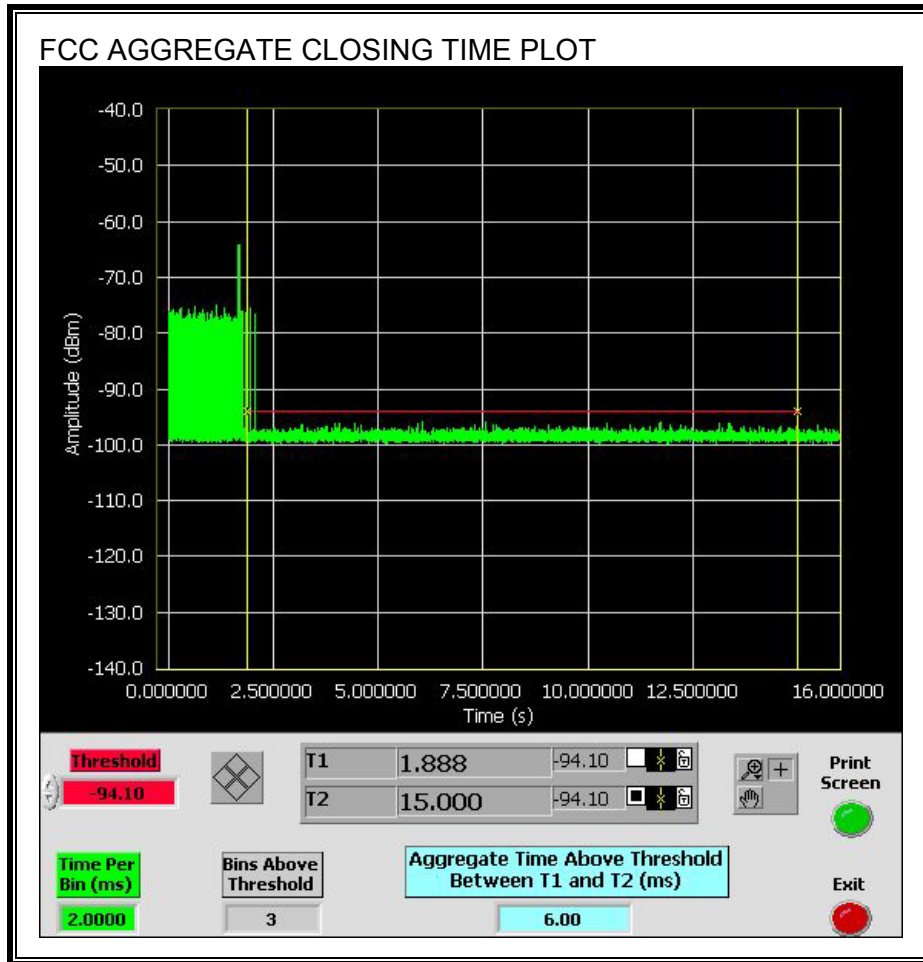 FCC AGGREGATE CLOSING TIME PLOT
-40.0
-50.0
-60.0
-70.0
-80.0
-90.0
-100.0
-110.0
-120.0
-130.0
-140.0
Amplitude (dBm)
0.000000 2.500000 5.000000 7.500000 10.000000 12.500000 16.000000
Time (s)
Threshold
-94.10
T1 1.888 -94.10
T2 15.000 -94.10
Print
Screen
Time Per
Bin (ms)
2.0000
Bins Above
Threshold
3
Aggregate Time Above Threshold
Between T1 and T2 (ms)
6.00
Exit